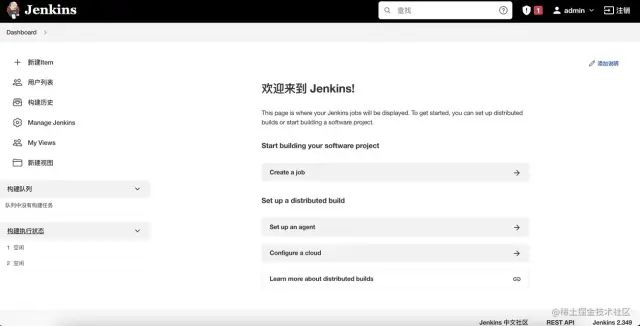 Jenkins
查找
1
admin
注销
Dashboard
新建Item
添加说明
用户列表
欢迎来到 Jenkins!
构建历史
This page is where your Jenkins jobs will be displayed. To get started, you can set up distributed
builds or start building a software project.
Manage Jenkins
My Views
Start building your software project
新建视图
Create a job
构建队列
队列中没有构建任务
Set up a distributed build
Set up an agent
构建执行状态
1 空闲
Configure a cloud
2 空闲
Learn more about distributed builds
@稀土掘金技术社区
Jenkins 中文社区
REST API
Jenkins 2.349